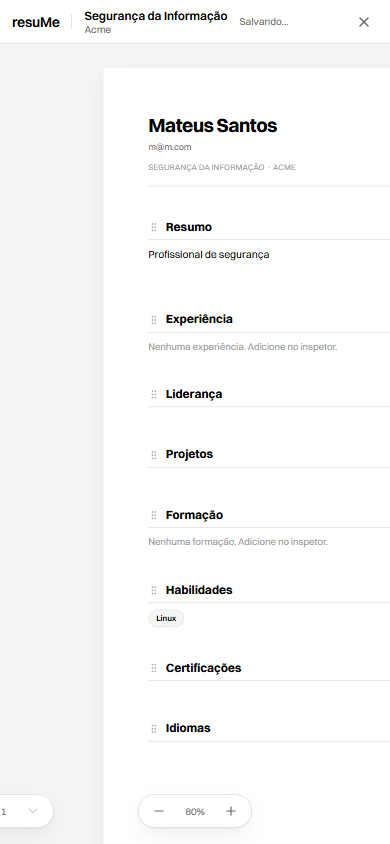 resuMe
Segurança da Informação
Acme
Salvando...
Mateus Santos
m@m.com
SEGURANÇA DA INFORMAÇÃO · ACME
Resumo
Profissional de segurança
Experiência
Nenhuma experiência. Adicione no inspetor.
Liderança
Projetos
Formação
Nenhuma formação. Adicione no inspetor.
Habilidades
Linux
Certificações
Idiomas
1
80%